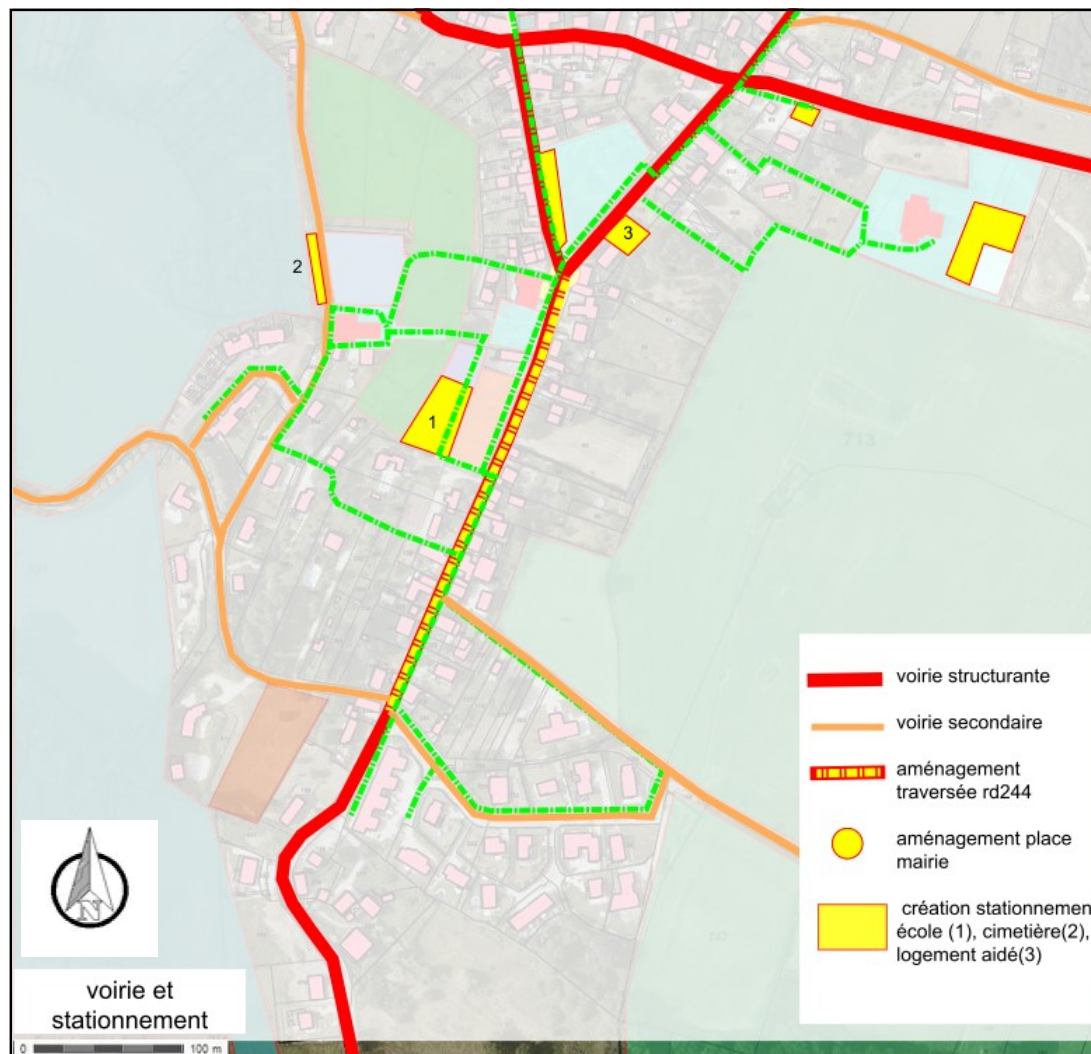 2
3
1
713
voirie structurante
voirie secondaire
aménagement
traversée rd244
aménagement place
mairie
création stationnemen
école (1), cimetière(2),
logement aidé(3)
N
voirie et
stationnement
0 100 m